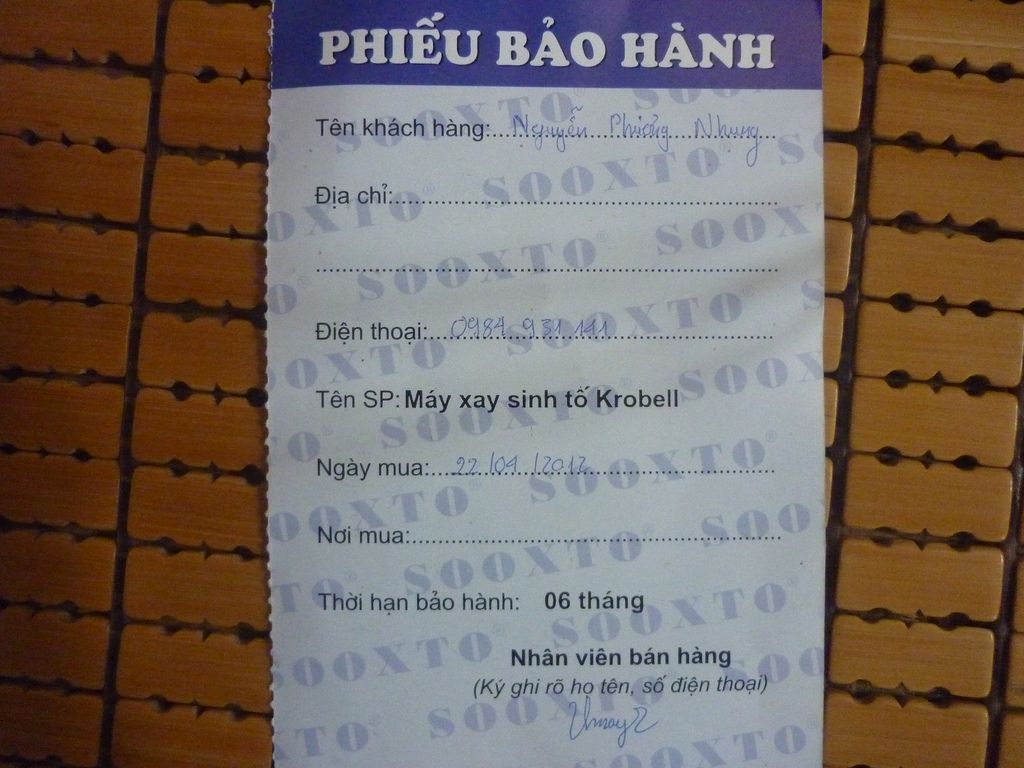 PHIẾU BẢO HÀNH
Tên khách hàng: Nguyễn Phương Nhung
Địa chỉ:
Điện thoại: 0984 931 141
Tên SP: Máy xay sinh tố Krobell
Ngày mua: 22/04/2012
Nơi mua:
Thời hạn bảo hành: 06 tháng
Nhân viên bán hàng
(Ký ghi rõ họ tên, số điện thoại)
SOOXTO